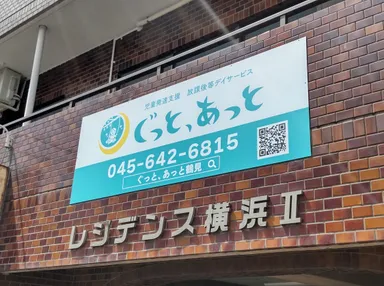 児童発達支援 放課後等デイサービス
ぐっと、あっと
045-642-6815
ぐっと、あっと鶴見
レジデンス横浜Ⅱ